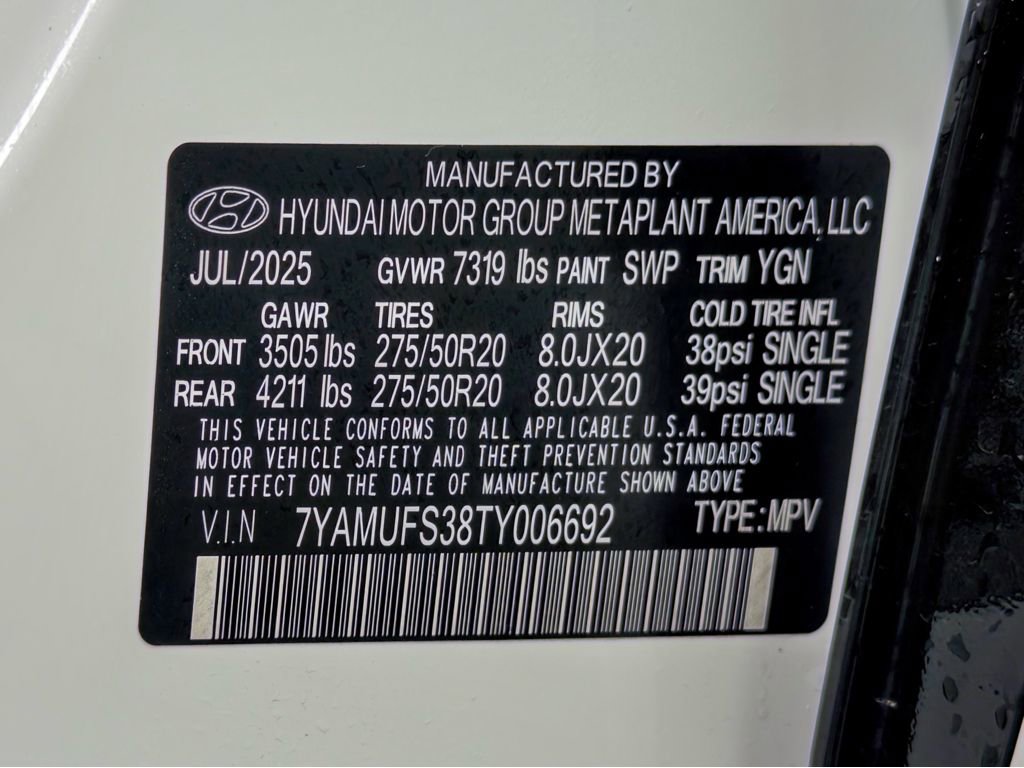 MANUFACTURED BY
HYUNDAI MOTOR GROUP METAPLANT AMERICA, LLC
JUL/2025 GVWR 7319 lbs PAINT SWP TRIM YGN
GAWR TIRES RIMS COLD TIRE INFL
FRONT 3505 lbs 275/50R20 8.0JX20 38psi SINGLE
REAR 4211 lbs 275/50R20 8.0JX20 39psi SINGLE
THIS VEHICLE CONFORMS TO ALL APPLICABLE U.S.A. FEDERAL
MOTOR VEHICLE SAFETY AND THEFT PREVENTION STANDARDS
IN EFFECT ON THE DATE OF MANUFACTURE SHOWN ABOVE
V.I.N 7YAMUFS38TY006692 TYPE:MPV